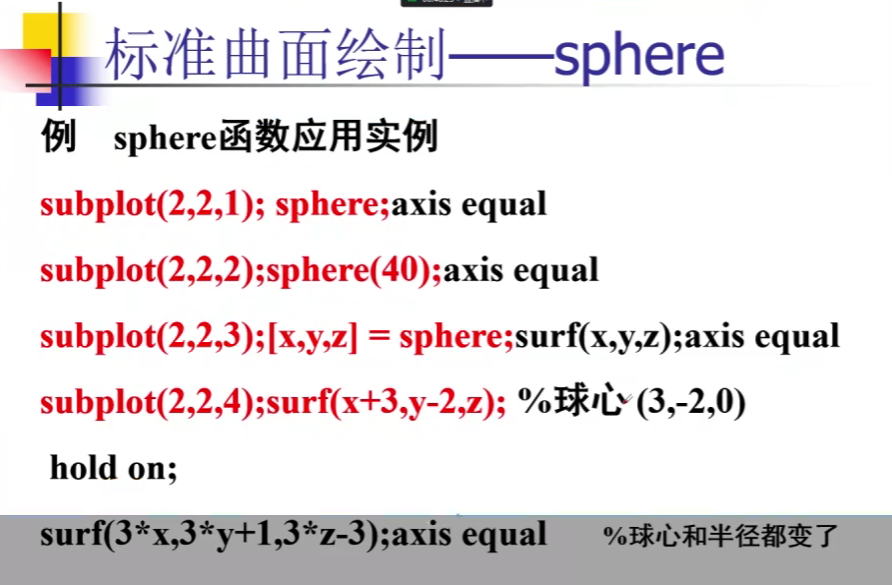 标准曲面绘制——sphere
例 sphere函数应用实例
subplot(2,2,1); sphere;axis equal
subplot(2,2,2);sphere(40);axis equal
subplot(2,2,3);[x,y,z] = sphere;surf(x,y,z);axis equal
subplot(2,2,4);surf(x+3,y-2,z); %球心 (3,-2,0)
hold on;
surf(3*x,3*y+1,3*z-3);axis equal %球心和半径都变了